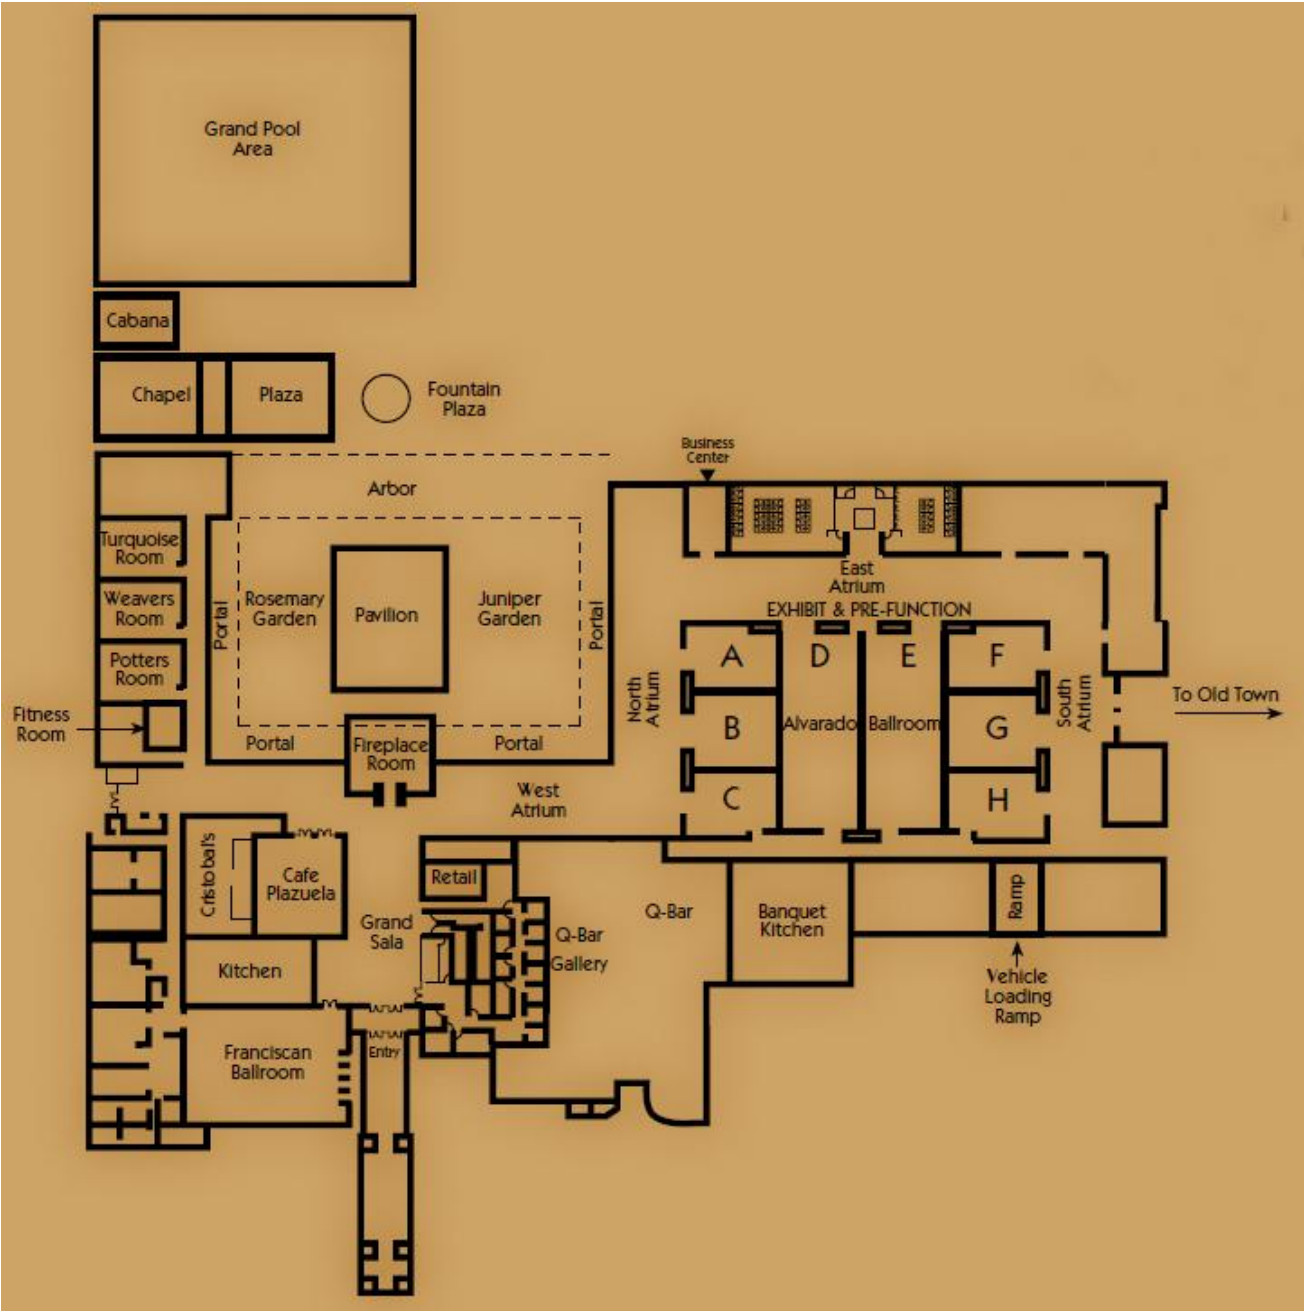 Grand Pool
Area
Cabana
Chapel
Plaza
Fountain
Plaza
Business
Center
Arbor
Turquoise
Room
Weavers
Room
Potters
Room
Fitness
Room
Portal
Rosemary
Garden
Pavilion
Juniper
Garden
Portal
Portal
Fireplace
Room
Portal
West
Atrium
North
Atrium
East
Atrium
EXHIBIT & PRE-FUNCTION
A
D
E
F
B
Alvarado
Ballroom
G
C
H
South
Atrium
To Old Town
Cristobal's
Cafe
Plazuela
Retail
Grand
Sala
Q-Bar
Gallery
Q-Bar
Banquet
Kitchen
Ramp
Vehicle
Loading
Ramp
Kitchen
Franciscan
Ballroom
Entry